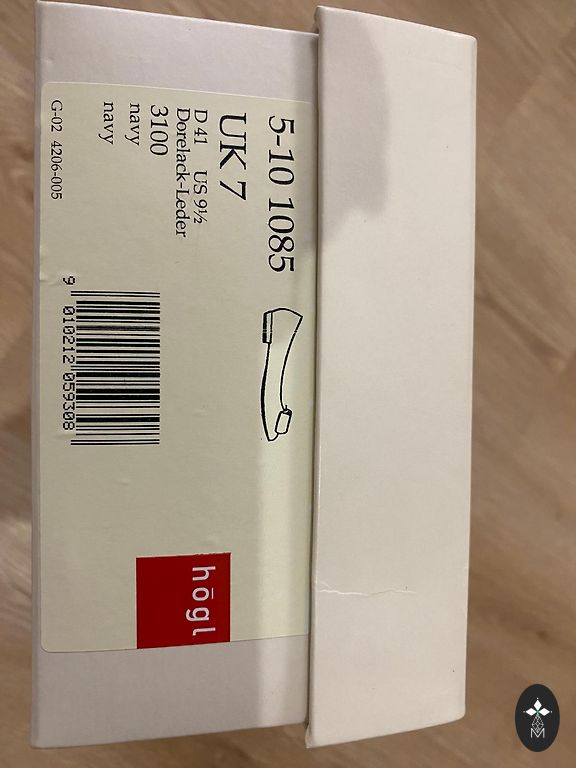 5-10 1085
UK 7
D 41 US 9½
Dorelack-Leder
3100
navy
navy
G-02 4206-005
9 010212 059308
hōgl
M